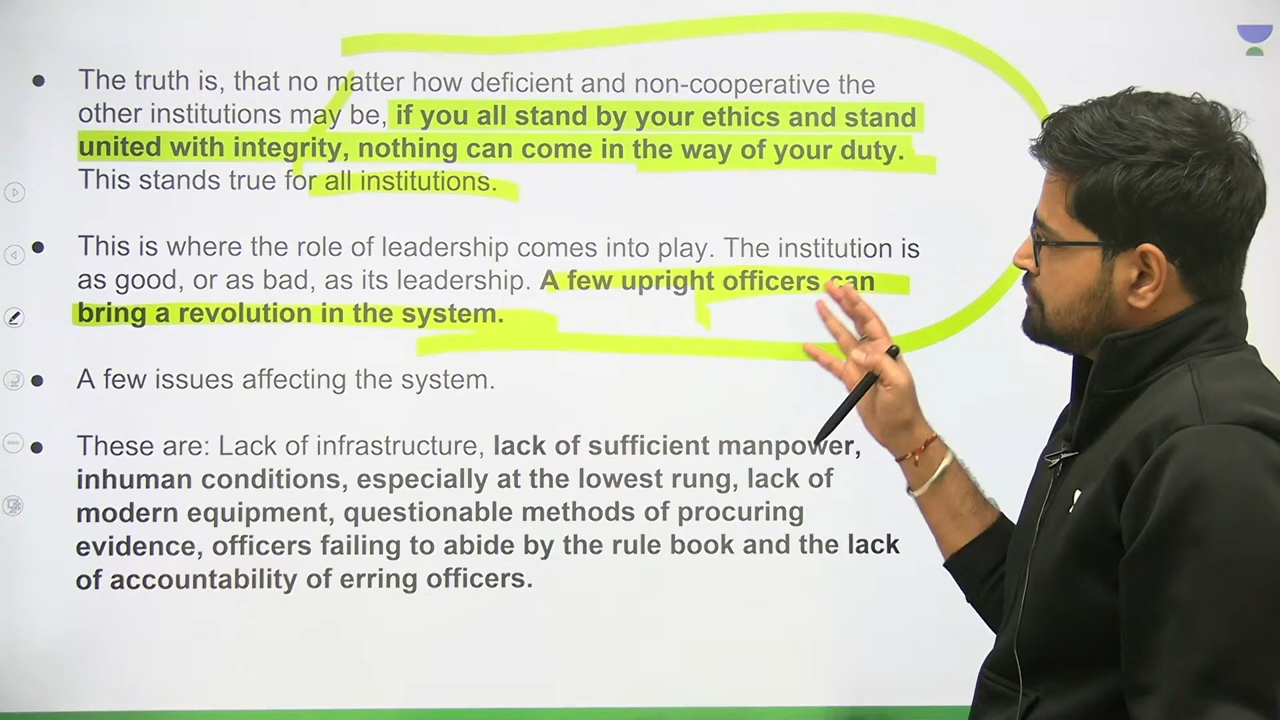 The truth is, that no matter how deficient and non-cooperative the
other institutions may be, if you all stand by your ethics and stand
united with integrity, nothing can come in the way of your duty.
This stands true for all institutions.
This is where the role of leadership comes into play. The institution is
as good, or as bad, as its leadership. A few upright officers can
bring a revolution in the system.
A few issues affecting the system.
These are: Lack of infrastructure, lack of sufficient manpower,
inhuman conditions, especially at the lowest rung, lack of
modern equipment, questionable methods of procuring
evidence, officers failing to abide by the rule book and the lack
of accountability of erring officers.